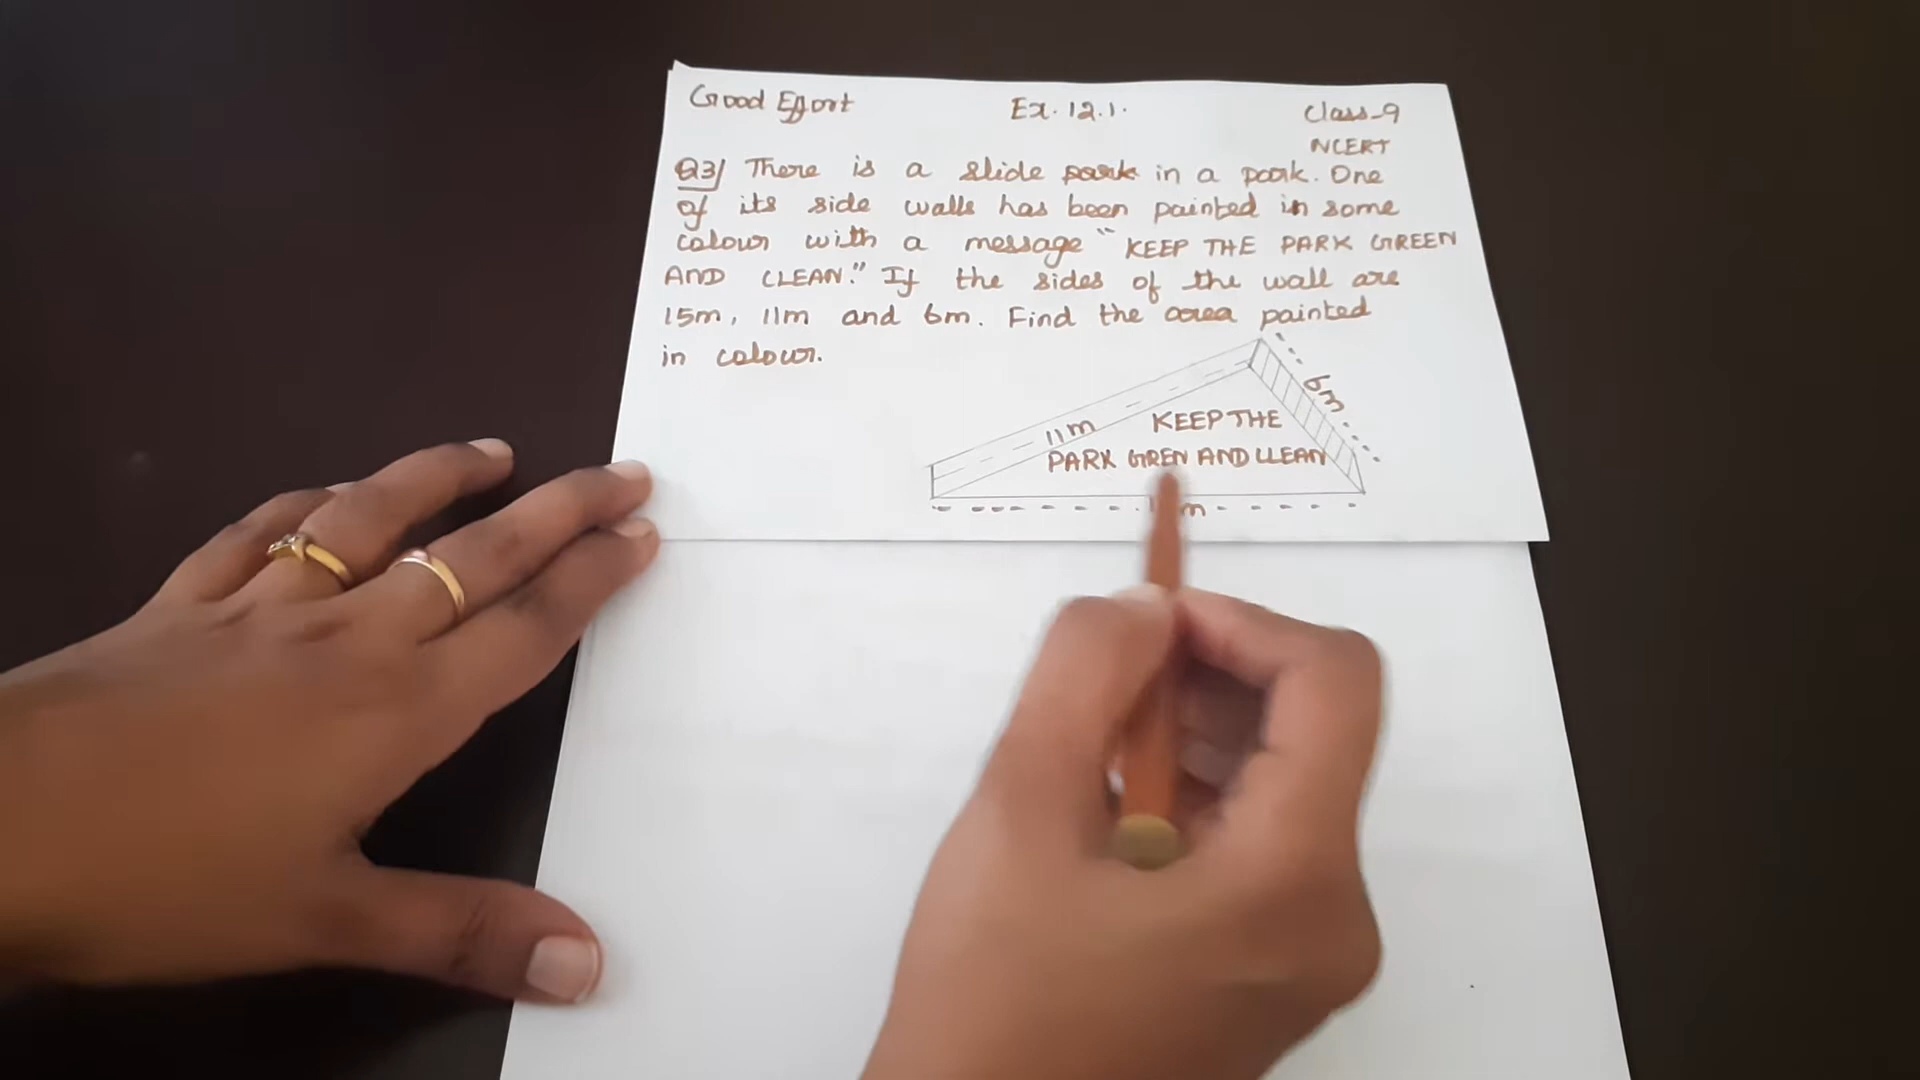 Good Effort
Ex. 12.1.
Class-9
NCERT
Q3/ There is a slide park in a park. One
of its side walls has been painted in some
colour with a message "KEEP THE PARK GREEN
AND CLEAN." If the sides of the wall are
15m, 11m and 6m. Find the area painted
in colour.
6m
11m
KEEP THE
PARK GREN AND CLEAN
m